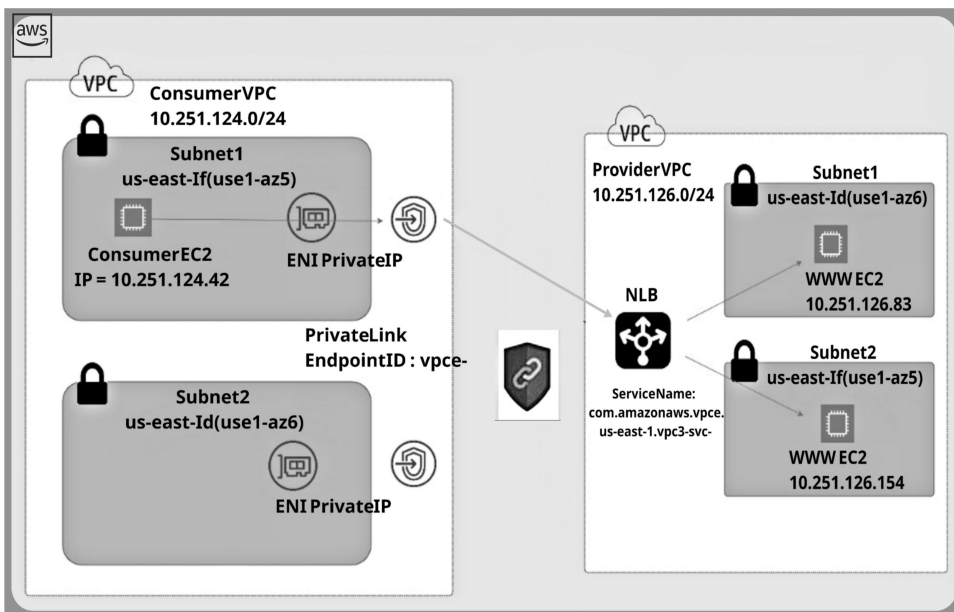 aws
VPC
ConsumerVPC
10.251.124.0/24
Subnet1
us-east-If(use1-az5)
ConsumerEC2
IP = 10.251.124.42
ENI PrivateIP
PrivateLink
EndpointID : vpce-
Subnet2
us-east-Id(use1-az6)
ENI PrivateIP
VPC
ProviderVPC
10.251.126.0/24
NLB
ServiceName:
com.amazonaws.vpce.
us-east-1.vpc3-svc-
Subnet1
us-east-Id(use1-az6)
WWW EC2
10.251.126.83
Subnet2
us-east-If(use1-az5)
WWW EC2
10.251.126.154